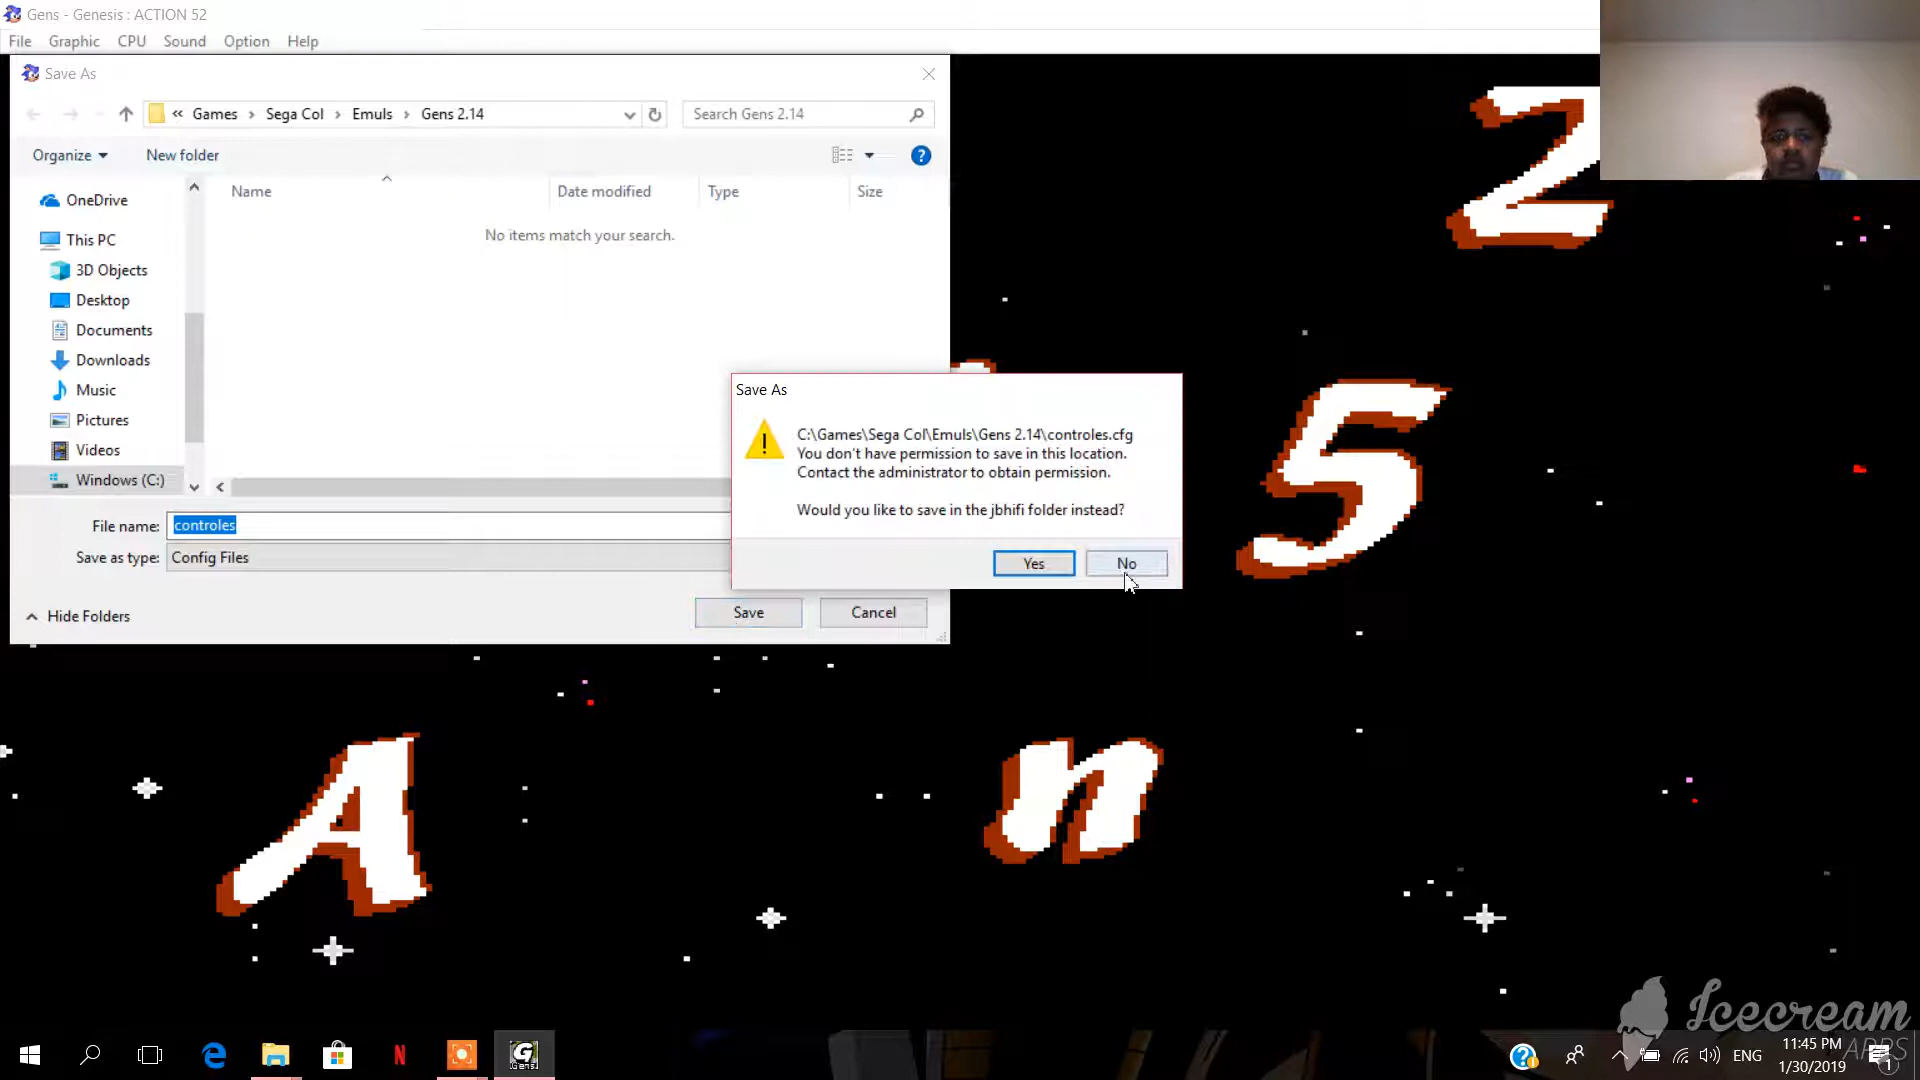 Gens - Genesis : ACTION 52
File Graphic CPU Sound Option Help
Save As
« Games > Sega Col > Emuls > Gens 2.14
Search Gens 2.14
Organize New folder
OneDrive
This PC
3D Objects
Desktop
Documents
Downloads
Music
Pictures
Videos
Windows (C:)
Name Date modified Type Size
No items match your search.
File name: controles
Save as type: Config Files
Hide Folders
Save Cancel
Save As
C:\Games\Sega Col\Emuls\Gens 2.14\controles.cfg
You don't have permission to save in this location.
Contact the administrator to obtain permission.
Would you like to save in the jbhifi folder instead?
Yes No
2
5
A n
Icecream
APPS
ENG
11:45 PM
1/30/2019
1
Gens